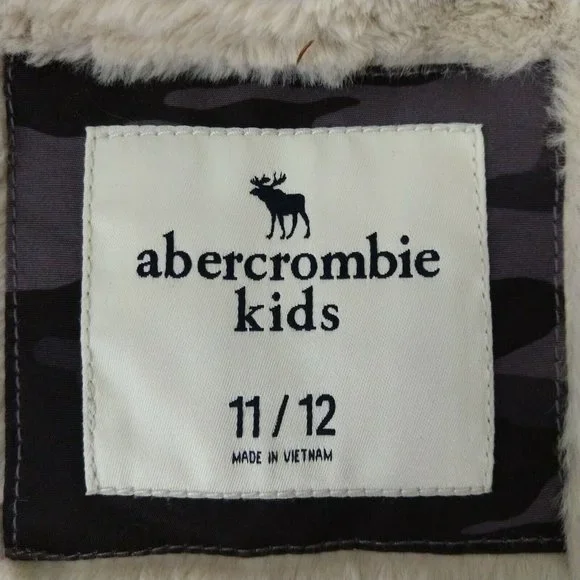 abercrombie
kids
11 / 12
MADE IN VIETNAM